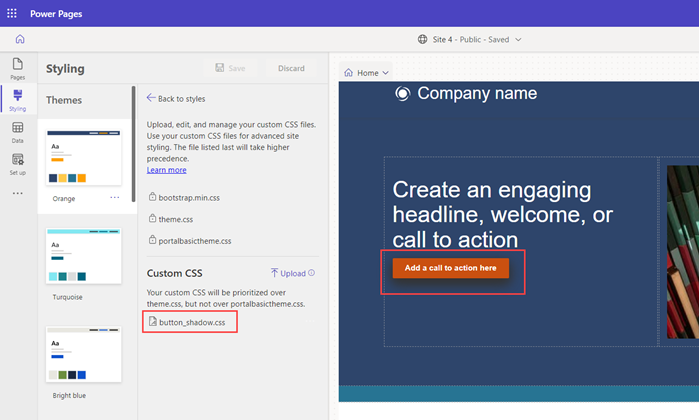 Power Pages
Site 4 - Public - Saved
Pages
Styling
Data
Set up
Styling
Save
Discard
Themes
Aa
Orange
Aa
Turquoise
Aa
Bright blue
Back to styles
Upload, edit, and manage your custom CSS files.
Use your custom CSS files for advanced site
styling. The file listed last will take higher
precedence.
Learn more
bootstrap.min.css
theme.css
portalbasictheme.css
Custom CSS
Upload
Your custom CSS will be prioritized over
theme.css, but not over portalbasictheme.css.
button_shadow.css
Home
Company name
Create an engaging
headline, welcome, or
call to action
Add a call to action here